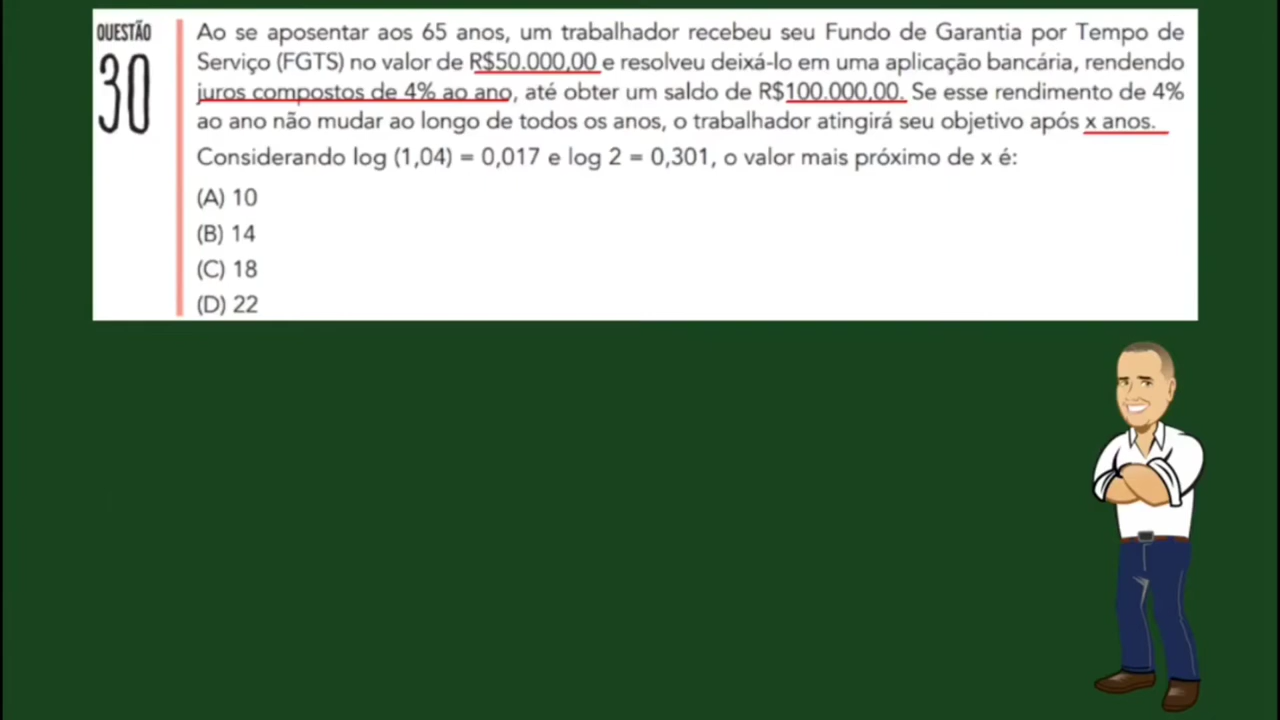 QUESTÃO
30
Ao se aposentar aos 65 anos, um trabalhador recebeu seu Fundo de Garantia por Tempo de
Serviço (FGTS) no valor de R$50.000,00 e resolveu deixá-lo em uma aplicação bancária, rendendo
juros compostos de 4% ao ano, até obter um saldo de R$100.000,00. Se esse rendimento de 4%
ao ano não mudar ao longo de todos os anos, o trabalhador atingirá seu objetivo após x anos.
Considerando log (1,04) = 0,017 e log 2 = 0,301, o valor mais próximo de x é:
(A) 10
(B) 14
(C) 18
(D) 22